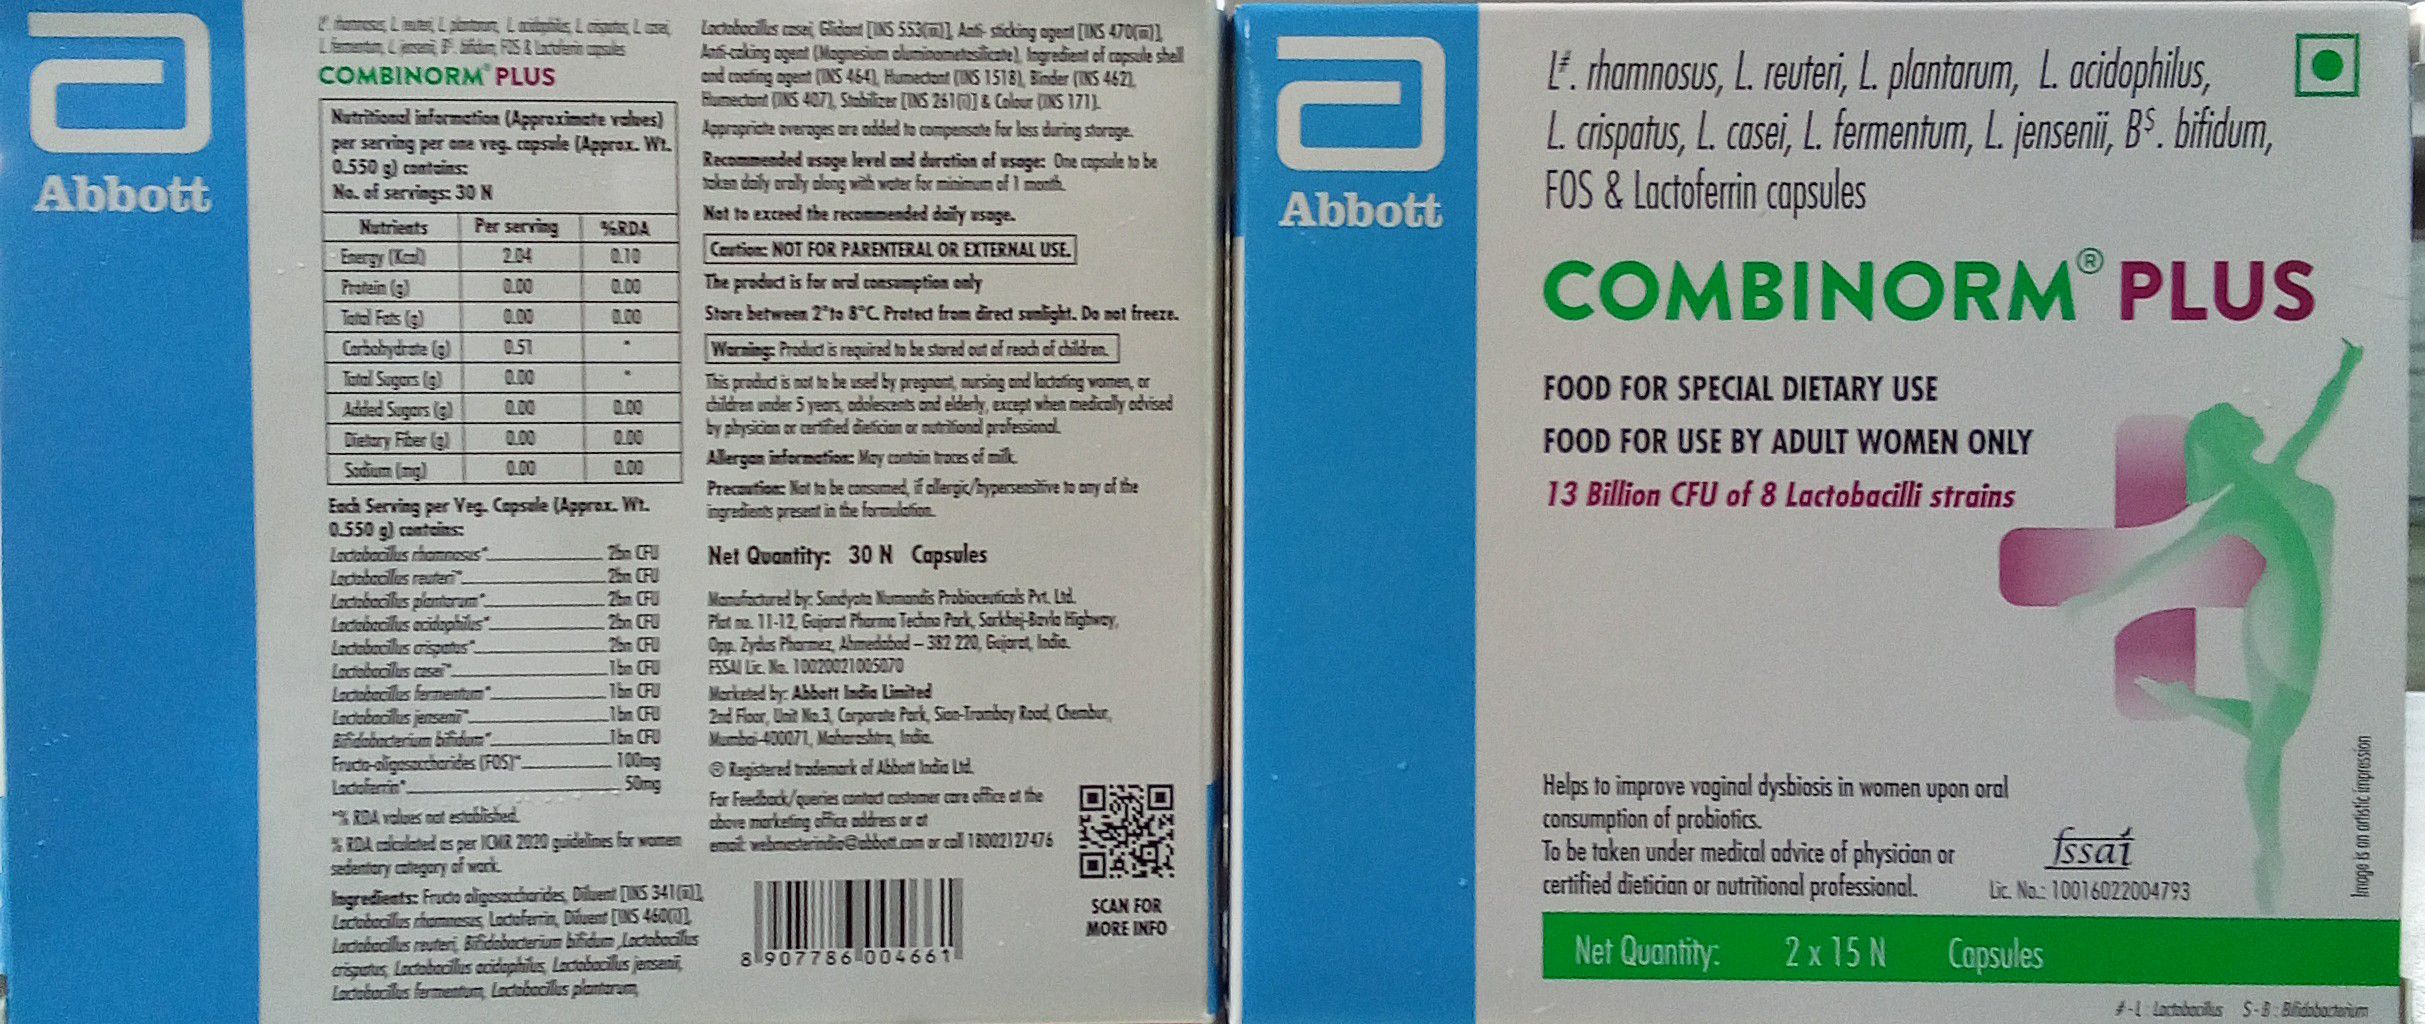 Abbott
L#. rhamnosus, L. reuteri, L. plantarum, L. acidophilus, L. crispatus, L. casei,
L. fermentum, L. jensenii, B$. bifidum, FOS & Lactoferrin capsules
COMBINORM® PLUS
Nutritional information (Approximate values)
per serving per one veg. capsule (Approx. Wt.
0.550 g) contains:
No. of servings: 30 N
Nutrients Per serving %RDA
Energy (Kcal) 2.04 0.10
Protein (g) 0.00 0.00
Total Fats (g) 0.00 0.00
Carbohydrate (g) 0.51 *
Total Sugars (g) 0.00 *
Added Sugars (g) 0.00 0.00
Dietary Fiber (g) 0.00 0.00
Sodium (mg) 0.00 0.00
Each Serving per Veg. Capsule (Approx. Wt.
0.550 g) contains:
Lactobacillus rhamnosus* 2bn CFU
Lactobacillus reuteri* 2bn CFU
Lactobacillus plantarum* 2bn CFU
Lactobacillus acidophilus* 2bn CFU
Lactobacillus crispatus* 2bn CFU
Lactobacillus casei* 1bn CFU
Lactobacillus fermentum* 1bn CFU
Lactobacillus jensenii* 1bn CFU
Bifidobacterium bifidum* 1bn CFU
Fructo-oligosaccharides (FOS)* 100mg
Lactoferrin* 50mg
*% RDA values not established.
% RDA calculated as per ICMR 2020 guidelines for women
sedentary category of work.
Ingredients: Fructo oligosaccharides, Diluent [INS 341(iii)],
Lactobacillus rhamnosus, Lactoferrin, Diluent [INS 460(i)],
Lactobacillus reuteri, Bifidobacterium bifidum ,Lactobacillus
crispatus, Lactobacillus acidophilus, Lactobacillus jensenii,
Lactobacillus fermentum, Lactobacillus plantarum,
Lactobacillus casei, Glidant [INS 553(iii)], Anti- sticking agent [INS 470(iii)],
Anti-caking agent (Magnesium aluminometasilicate), Ingredient of capsule shell
and coating agent (INS 464), Humectant (INS 1518), Binder (INS 462),
Humectant (INS 407), Stabilizer [INS 261(i)] & Colour (INS 171).
Appropriate overages are added to compensate for loss during storage.
Recommended usage level and duration of usage: One capsule to be
taken daily orally along with water for minimum of 1 month.
Not to exceed the recommended daily usage.
Caution: NOT FOR PARENTERAL OR EXTERNAL USE.
The product is for oral consumption only
Store between 2°to 8°C. Protect from direct sunlight. Do not freeze.
Warning: Product is required to be stored out of reach of children.
This product is not to be used by pregnant, nursing and lactating women, or
children under 5 years, adolescents and elderly, except when medically advised
by physician or certified dietician or nutritional professional.
Allergan information: May contain traces of milk.
Precaution: Not to be consumed, if allergic/hypersensitive to any of the
ingredients present in the formulation.
Net Quantity: 30 N Capsules
Manufactured by: Sundyota Numandis Probioceuticals Pvt. Ltd.
Plot no. 11-12, Gujarat Pharma Techno Park, Sarkhej-Bavla Highway,
Opp. Zydus Pharmez, Ahmedabad – 382 220, Gujarat, India.
FSSAI Lic. No. 10020021005070
Marketed by: Abbott India Limited
2nd Floor, Unit No.3, Corporate Park, Sion-Trombay Road, Chembur,
Mumbai-400071, Maharashtra, India.
® Registered trademark of Abbott India Ltd.
For Feedback/queries contact customer care office at the
above marketing office address or at
email: webmasterindia@abbott.com or call 18002127476
SCAN FOR
MORE INFO
8 907786 004661
Abbott
L#. rhamnosus, L. reuteri, L. plantarum, L. acidophilus,
L. crispatus, L. casei, L. fermentum, L. jensenii, B$. bifidum,
FOS & Lactoferrin capsules
COMBINORM® PLUS
FOOD FOR SPECIAL DIETARY USE
FOOD FOR USE BY ADULT WOMEN ONLY
13 Billion CFU of 8 Lactobacilli strains
Helps to improve vaginal dysbiosis in women upon oral
consumption of probiotics.
To be taken under medical advice of physician or
certified dietician or nutritional professional.
fssai
Lic. No.: 10016022004793
Image is an artistic impression
Net Quantity: 2 x 15 N Capsules
# - L : Lactobacillus $ - B : Bifidobacterium